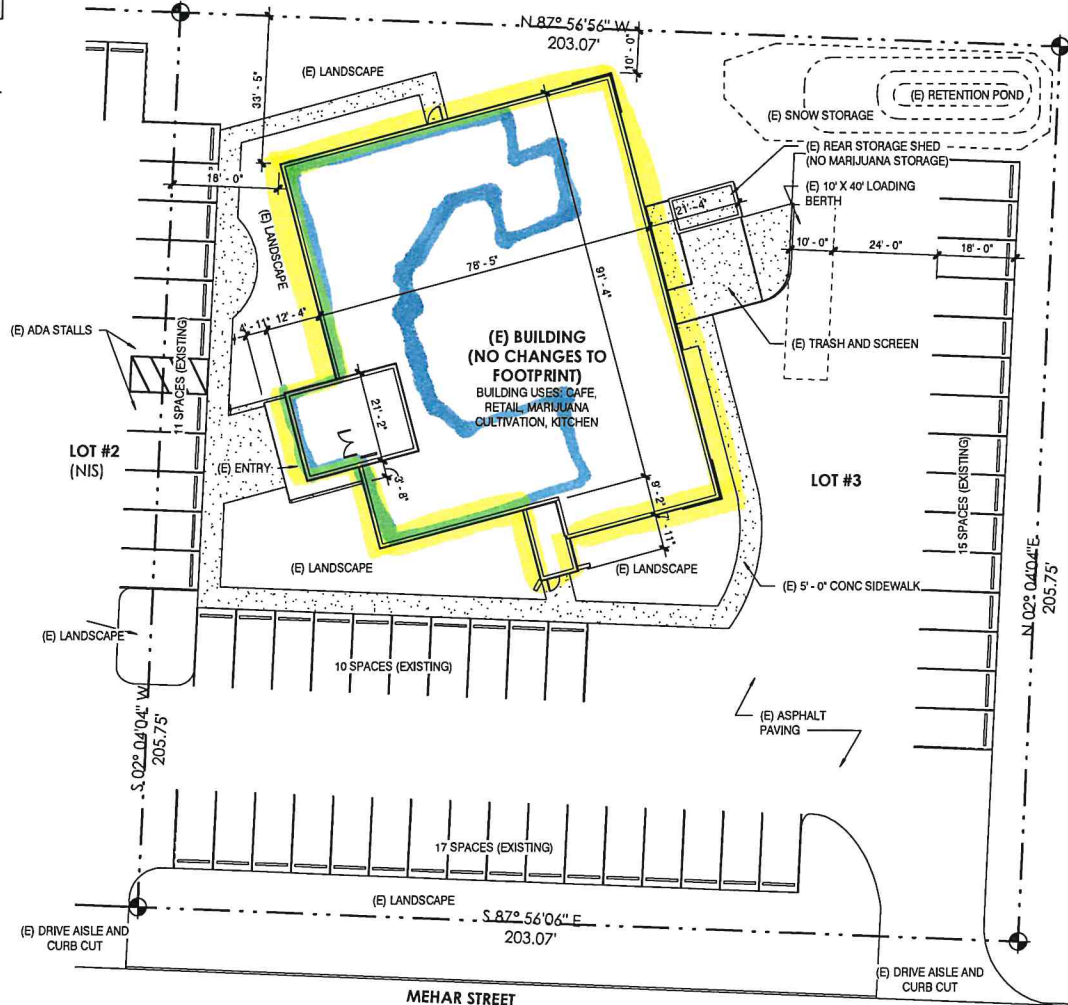 N 87° 56'56" W
203.07'
10' - 0"
33' - 5"
(E) LANDSCAPE
(E) RETENTION POND
(E) SNOW STORAGE
(E) REAR STORAGE SHED
(NO MARIJUANA STORAGE)
(E) 10' X 40' LOADING
BERTH
18' - 0"
21' - 4"
(E) LANDSCAPE
10' - 0"
24' - 0"
18' - 0"
78' - 5"
91' - 4"
4' - 11"
12' - 4"
(E) ADA STALLS
11 SPACES (EXISTING)
(E) BUILDING
(NO CHANGES TO
FOOTPRINT)
BUILDING USES: CAFE,
RETAIL, MARIJUANA
CULTIVATION, KITCHEN
(E) TRASH AND SCREEN
21' - 2"
LOT #2
(NIS)
(E) ENTRY
3' - 8"
9' - 2"
7' - 11"
LOT #3
15 SPACES (EXISTING)
(E) LANDSCAPE
(E) LANDSCAPE
(E) 5' - 0" CONC SIDEWALK
N 02° 04'04" E
205.75'
(E) LANDSCAPE
10 SPACES (EXISTING)
S 02° 04'04" W
205.75'
(E) ASPHALT
PAVING
17 SPACES (EXISTING)
(E) LANDSCAPE
S 87° 56'06" E
203.07'
(E) DRIVE AISLE AND
CURB CUT
(E) DRIVE AISLE AND
CURB CUT
MEHAR STREET